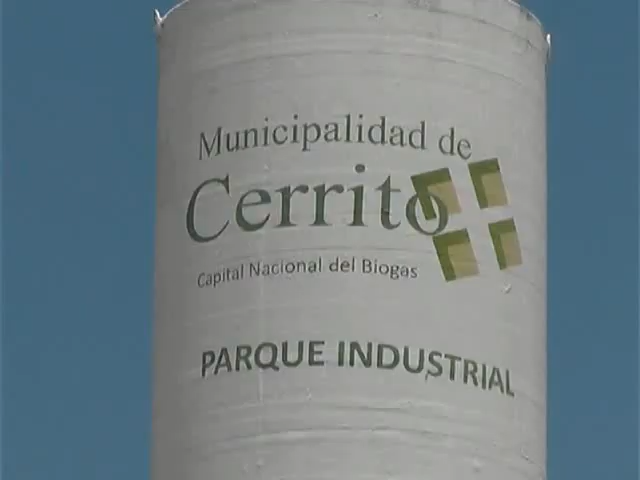 Municipalidad de
Cerrito
Capital Nacional del Biogas
PARQUE INDUSTRIAL